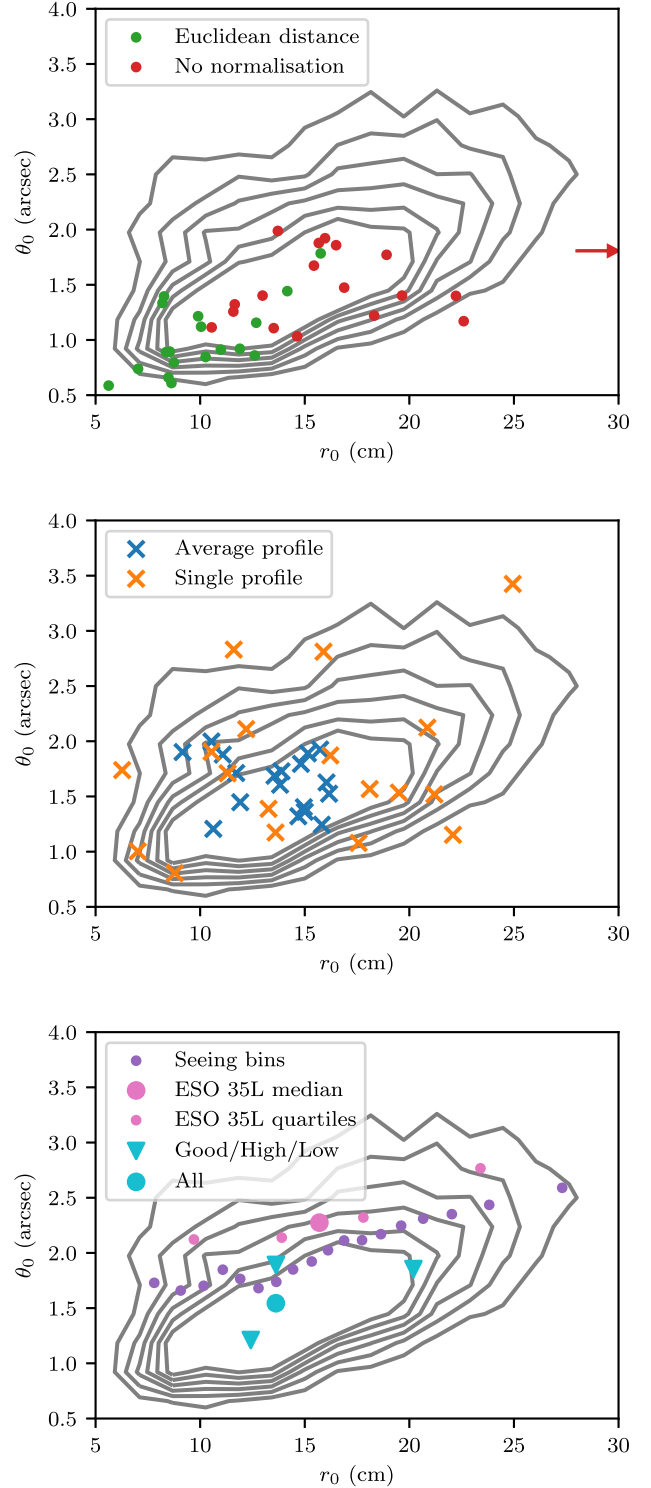 4.0
3.5
3.0
2.5
2.0
1.5
1.0
0.5
θ₀ (arcsec)
Euclidean distance
No normalisation
5 10 15 20 25 30
r₀ (cm)
4.0
3.5
3.0
2.5
2.0
1.5
1.0
0.5
θ₀ (arcsec)
Average profile
Single profile
5 10 15 20 25 30
r₀ (cm)
4.0
3.5
3.0
2.5
2.0
1.5
1.0
0.5
θ₀ (arcsec)
Seeing bins
ESO 35L median
ESO 35L quartiles
Good/High/Low
All
5 10 15 20 25 30
r₀ (cm)